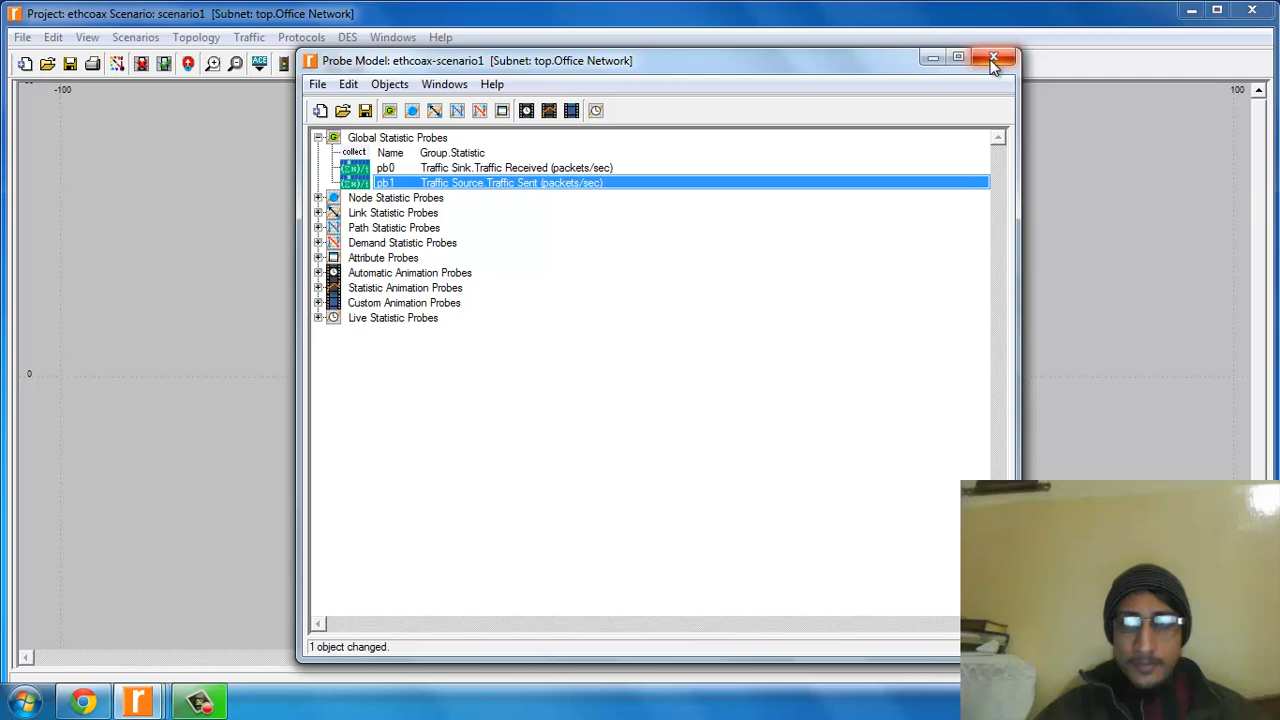 Project: ethcoax Scenario: scenario1 [Subnet: top.Office Network]
File Edit View Scenarios Topology Traffic Protocols DES Windows Help
ACE
-100
100
0
Probe Model: ethcoax-scenario1 [Subnet: top.Office Network]
File Edit Objects Windows Help
Global Statistic Probes
collect Name Group.Statistic
pb0 Traffic Sink.Traffic Received (packets/sec)
pb1 Traffic Source.Traffic Sent (packets/sec)
Node Statistic Probes
Link Statistic Probes
Path Statistic Probes
Demand Statistic Probes
Attribute Probes
Automatic Animation Probes
Statistic Animation Probes
Custom Animation Probes
Live Statistic Probes
1 object changed.